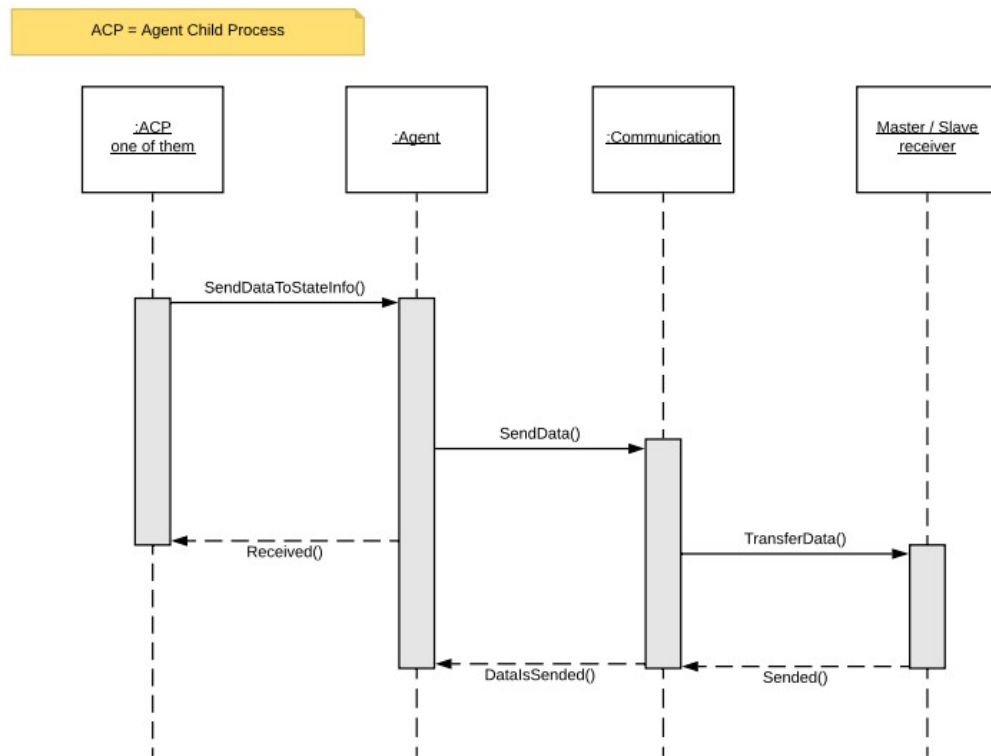 ACP = Agent Child Process
:ACP
one of them
:Agent
:Communication
Master / Slave
receiver
SendDataToStateInfo()
SendData()
Received()
TransferData()
DataIsSended()
Sended()